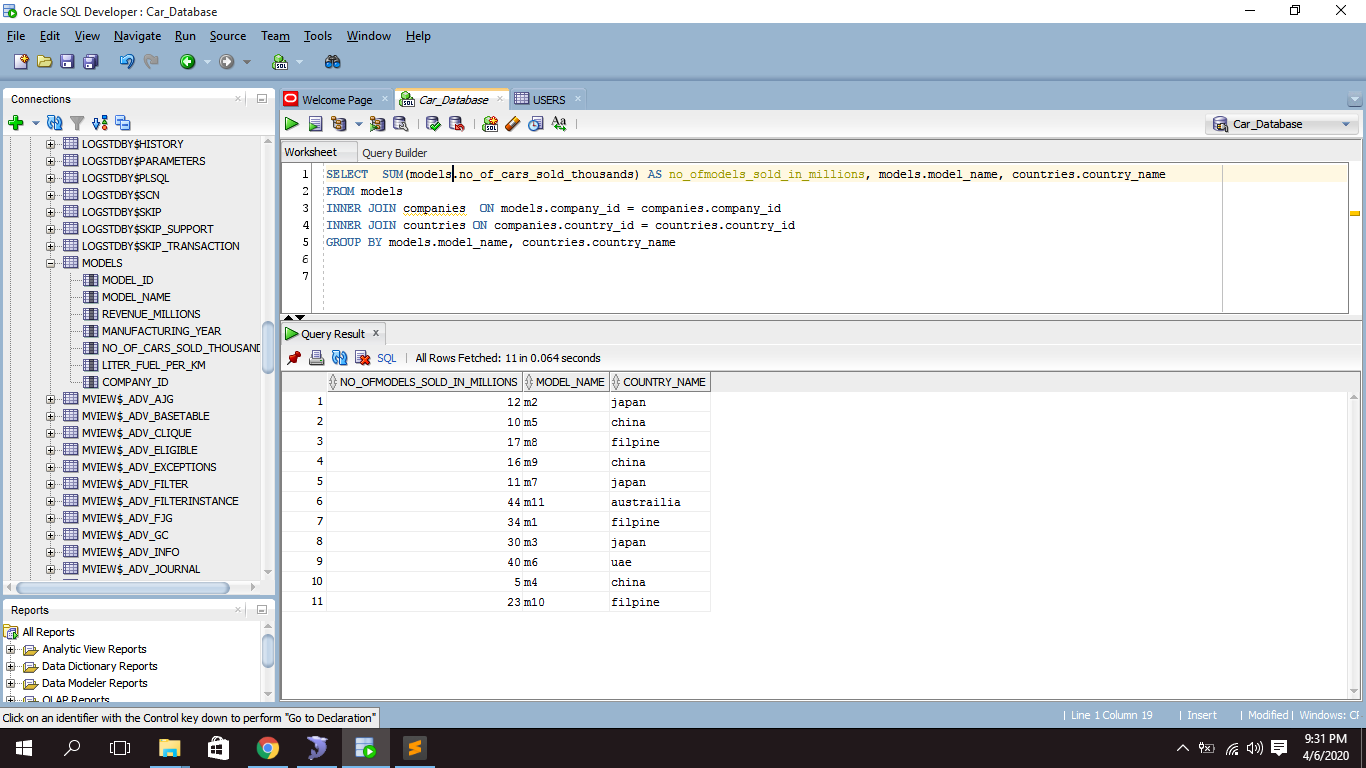 Oracle SQL Developer : Car_Database
File Edit View Navigate Run Source Team Tools Window Help
Connections
LOGSTDBY$HISTORY
LOGSTDBY$PARAMETERS
LOGSTDBY$PLSQL
LOGSTDBY$SCN
LOGSTDBY$SKIP
LOGSTDBY$SKIP_SUPPORT
LOGSTDBY$SKIP_TRANSACTION
MODELS
MODEL_ID
MODEL_NAME
REVENUE_MILLIONS
MANUFACTURING_YEAR
NO_OF_CARS_SOLD_THOUSAND
LITER_FUEL_PER_KM
COMPANY_ID
MVIEW$_ADV_AJG
MVIEW$_ADV_BASETABLE
MVIEW$_ADV_CLIQUE
MVIEW$_ADV_ELIGIBLE
MVIEW$_ADV_EXCEPTIONS
MVIEW$_ADV_FILTER
MVIEW$_ADV_FILTERINSTANCE
MVIEW$_ADV_FJG
MVIEW$_ADV_GC
MVIEW$_ADV_INFO
MVIEW$_ADV_JOURNAL
Reports
All Reports
Analytic View Reports
Data Dictionary Reports
Data Modeler Reports
OLAP Reports
Welcome Page Car_Database USERS
Car_Database
Worksheet Query Builder
1 SELECT  SUM(models.no_of_cars_sold_thousands) AS no_ofmodels_sold_in_millions, models.model_name, countries.country_name
2 FROM models
3 INNER JOIN companies  ON models.company_id = companies.company_id
4 INNER JOIN countries ON companies.country_id = countries.country_id
5 GROUP BY models.model_name, countries.country_name
6
7
Query Result
SQL | All Rows Fetched: 11 in 0.064 seconds
NO_OFMODELS_SOLD_IN_MILLIONS MODEL_NAME COUNTRY_NAME
1 12 m2 japan
2 10 m5 china
3 17 m8 filpine
4 16 m9 china
5 11 m7 japan
6 44 m11 austrailia
7 34 m1 filpine
8 30 m3 japan
9 40 m6 uae
10 5 m4 china
11 23 m10 filpine
Click on an identifier with the Control key down to perform "Go to Declaration"
| Line 1 Column 19 | Insert | Modified | Windows: CF
9:31 PM
4/6/2020